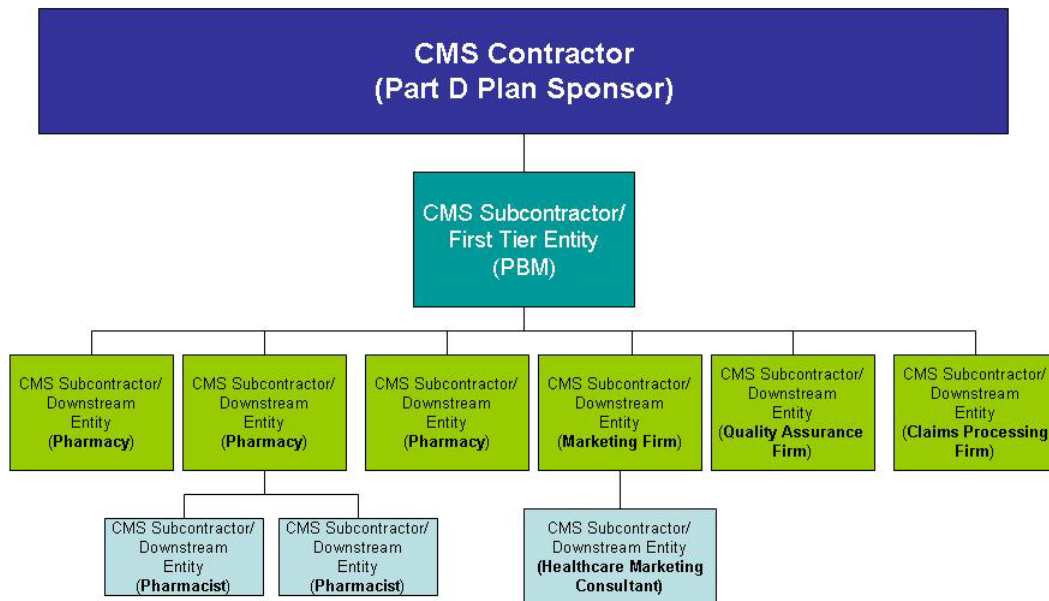 CMS Contractor
(Part D Plan Sponsor)
CMS Subcontractor/
First Tier Entity
(PBM)
CMS Subcontractor/
Downstream
Entity
(Pharmacy)
CMS Subcontractor/
Downstream
Entity
(Pharmacy)
CMS Subcontractor/
Downstream
Entity
(Pharmacy)
CMS Subcontractor/
Downstream
Entity
(Marketing Firm)
CMS Subcontractor/
Downstream
Entity
(Quality Assurance
Firm)
CMS Subcontractor/
Downstream
Entity
(Claims Processing
Firm)
CMS Subcontractor/
Downstream
Entity
(Pharmacist)
CMS Subcontractor/
Downstream
Entity
(Pharmacist)
CMS Subcontractor/
Downstream Entity
(Healthcare Marketing
Consultant)